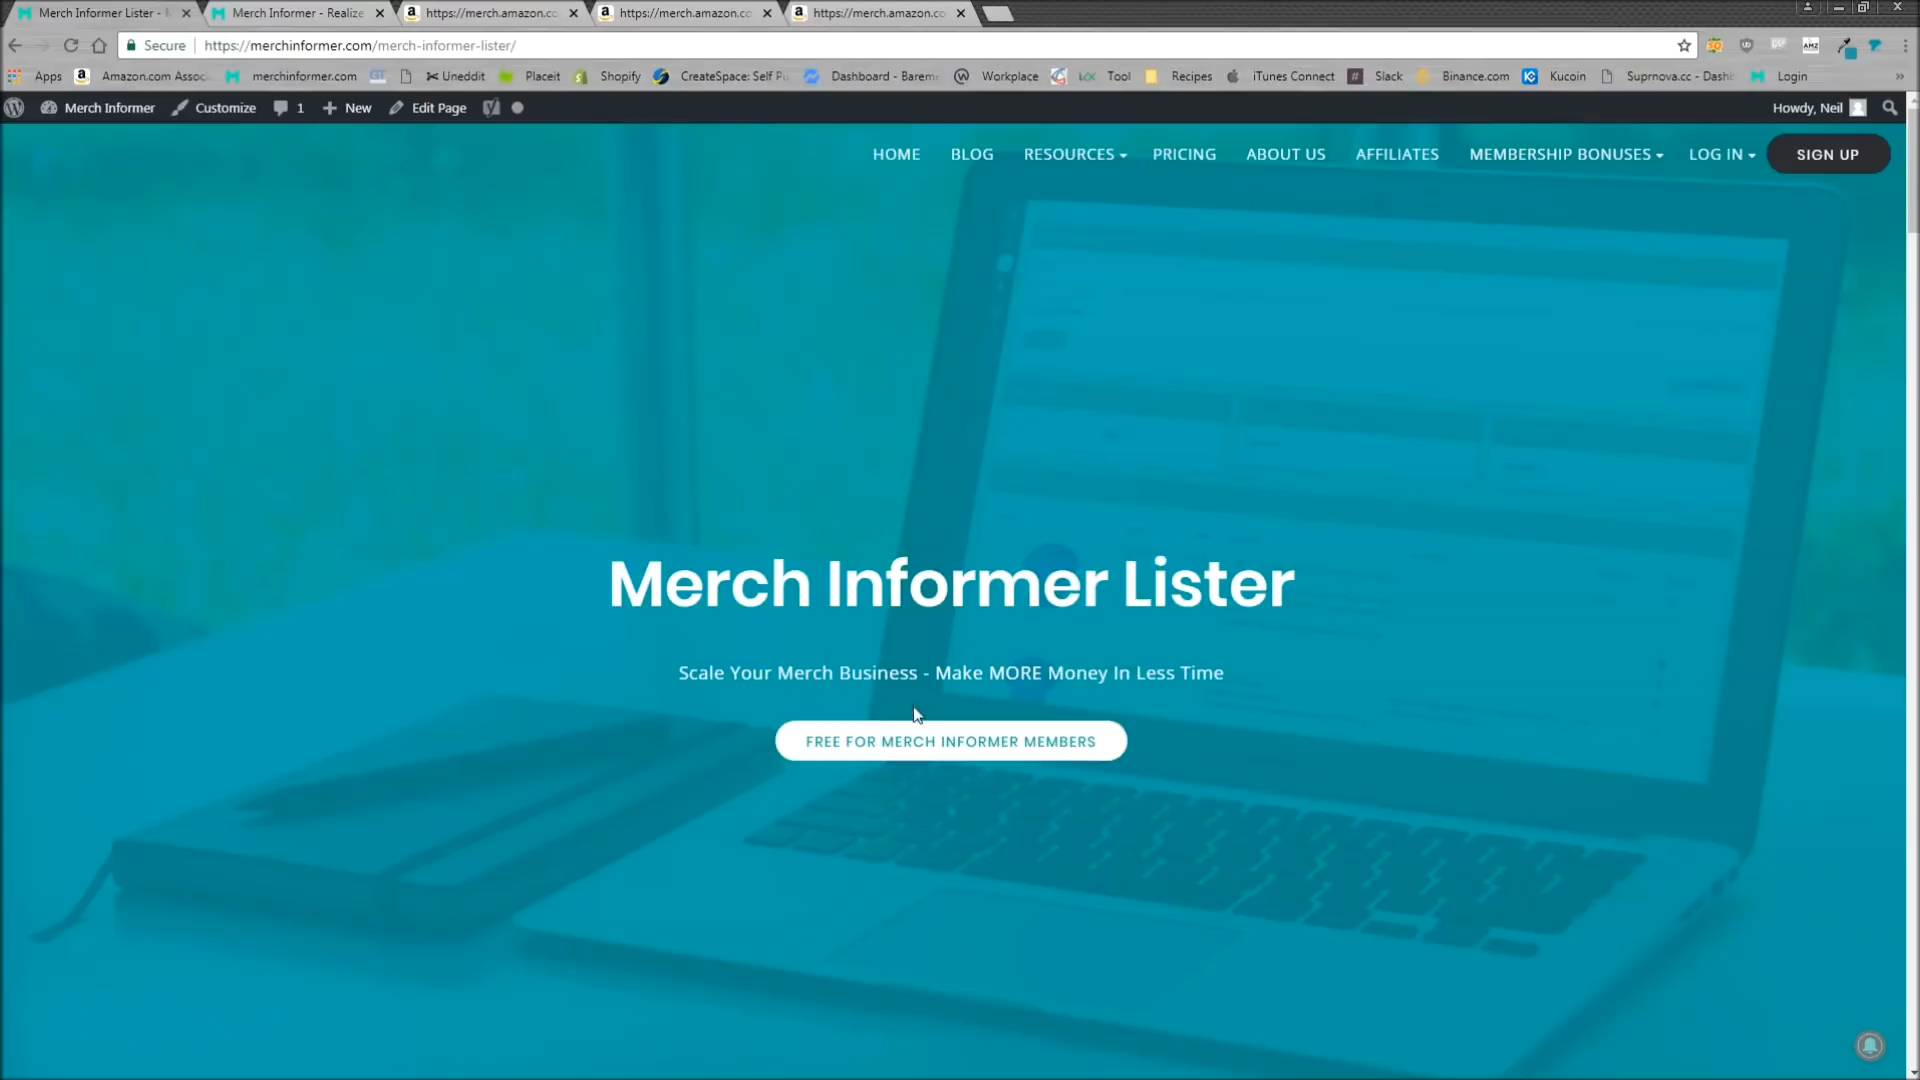 Merch Informer Lister - Merch Informer - Realize https://merch.amazon.co https://merch.amazon.co https://merch.amazon.co
Secure https://merchinformer.com/merch-informer-lister/
Apps Amazon.com Assoc merchinformer.com Uneddit Placeit Shopify CreateSpace: Self Pu Dashboard - Bareme Workplace Tool Recipes iTunes Connect Slack Binance.com Kucoin Suprnova.cc - Dashb Login »
Merch Informer Customize 1 New Edit Page Howdy, Neil
HOME BLOG RESOURCES PRICING ABOUT US AFFILIATES MEMBERSHIP BONUSES LOG IN SIGN UP
Merch Informer Lister
Scale Your Merch Business - Make MORE Money In Less Time
FREE FOR MERCH INFORMER MEMBERS